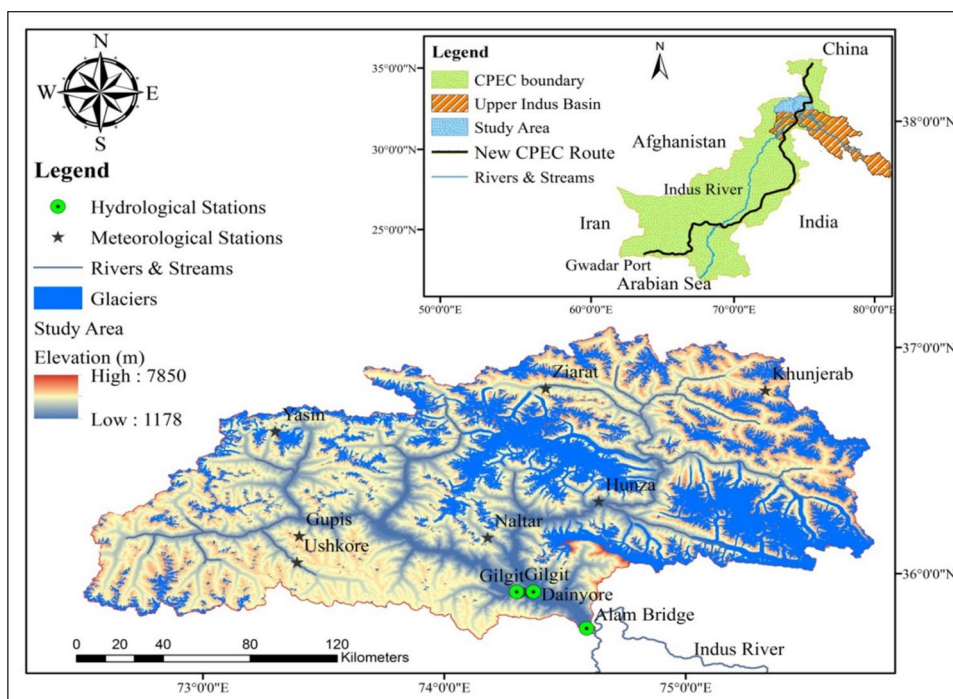 N
W
E
S
Legend
Hydrological Stations
Meteorological Stations
Rivers & Streams
Glaciers
Study Area
Elevation (m)
High : 7850
Low : 1178
Legend
CPEC boundary
Upper Indus Basin
Study Area
New CPEC Route
Rivers & Streams
N
China
Afghanistan
Indus River
Iran
India
Gwadar Port
Arabian Sea
35°0'0"N
30°0'0"N
25°0'0"N
38°0'0"N
50°0'0"E
60°0'0"E
70°0'0"E
80°0'0"E
Ziarat
Khunjerab
Yasin
Hunza
Gupis
Naltar
Ushkore
Gilgit
Gilgit
Dainyore
Alam Bridge
Indus River
37°0'0"N
36°0'0"N
0 20 40 80 120
Kilometers
73°0'0"E
74°0'0"E
75°0'0"E